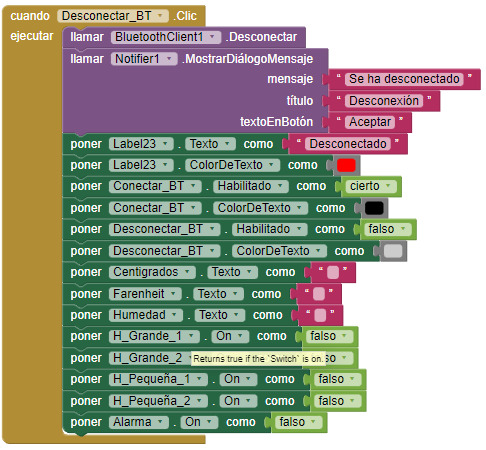 cuando Desconectar_BT .Clic
ejecutar llamar BluetoothClient1 .Desconectar
llamar Notifier1 .MostrarDiálogoMensaje
mensaje " Se ha desconectado "
título " Desconexión "
textoEnBotón " Aceptar "
poner Label23 . Texto como " Desconectado "
poner Label23 . ColorDeTexto como
poner Conectar_BT . Habilitado como cierto
poner Conectar_BT . ColorDeTexto como
poner Desconectar_BT . Habilitado como falso
poner Desconectar_BT . ColorDeTexto como
poner Centigrados . Texto como " "
poner Farenheit . Texto como " "
poner Humedad . Texto como " "
poner H_Grande_1 . On como falso
poner H_Grande_2 Returns true if the `Switch` is on. so
poner H_Pequeña_1 . On como falso
poner H_Pequeña_2 . On como falso
poner Alarma . On como falso